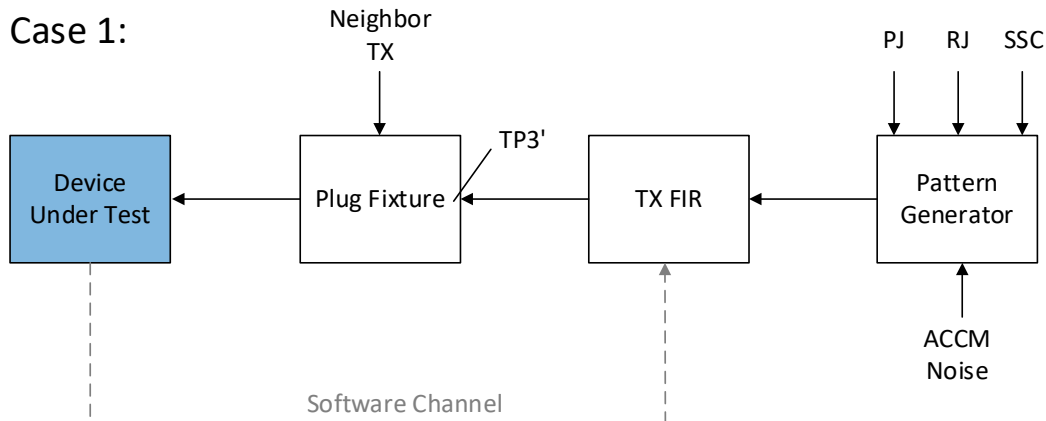 Case 1:
Neighbor
TX
PJ
RJ
SSC
TP3'
Device
Under Test
Plug Fixture
TX FIR
Pattern
Generator
ACCM
Noise
Software Channel